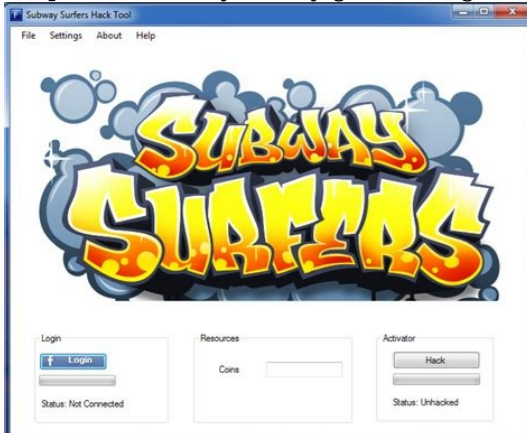 Subway Surfers Hack Tool
File Settings About Help
SUBWAY
SURFERS
Login
Resources
Activator
f Login
Coins
Hack
Status: Not Connected
Status: Unhacked